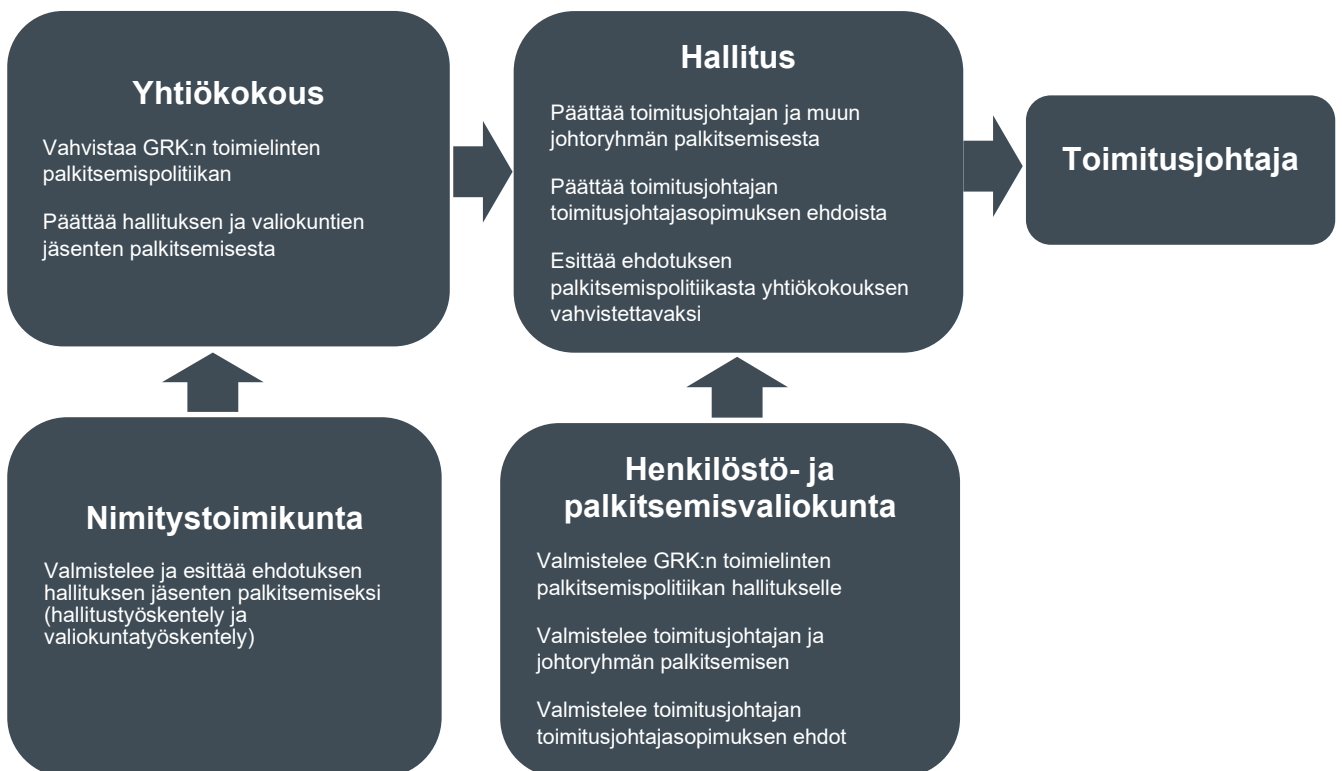 Yhtiökokous
Vahvistaa GRK:n toimielinten
palkitsemispolitiikan
Päättää hallituksen ja valiokuntien
jäsenten palkitsemisesta
Hallitus
Päättää toimitusjohtajan ja muun
johtoryhmän palkitsemisesta
Päättää toimitusjohtajan
toimitusjohtajasopimuksen ehdoista
Esittää ehdotuksen
palkitsemispolitiikasta yhtiökokouksen
vahvistettavaksi
Toimitusjohtaja
Nimitystoimikunta
Valmistelee ja esittää ehdotuksen
hallituksen jäsenten palkitsemiseksi
(hallitustyöskentely ja
valiokuntatyöskentely)
Henkilöstö- ja
palkitsemisvaliokunta
Valmistelee GRK:n toimielinten
palkitsemispolitiikan hallitukselle
Valmistelee toimitusjohtajan ja
johtoryhmän palkitsemisen
Valmistelee toimitusjohtajan
toimitusjohtajasopimuksen ehdot